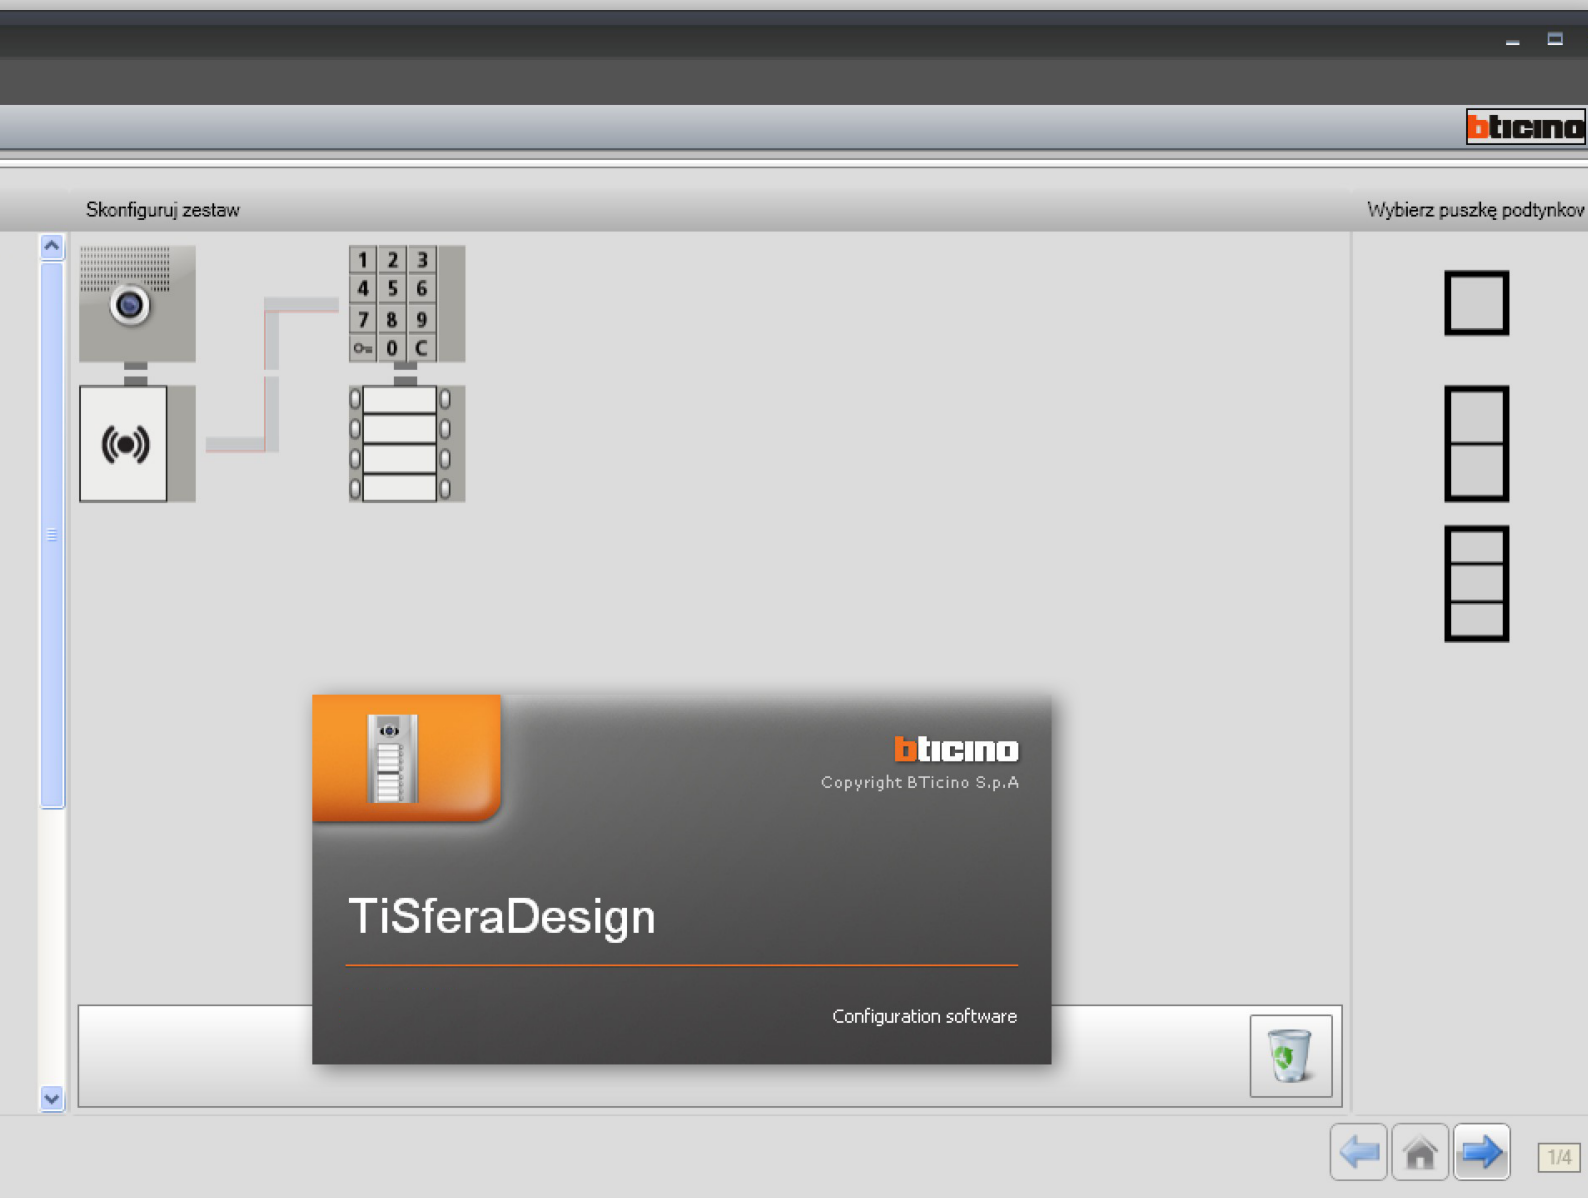 bticino
Skonfiguruj zestaw
Wybierz puszkę podtynkov
1 2 3
4 5 6
7 8 9
0 C
bticino
Copyright BTicino S.p.A
TiSferaDesign
Configuration software
1/4